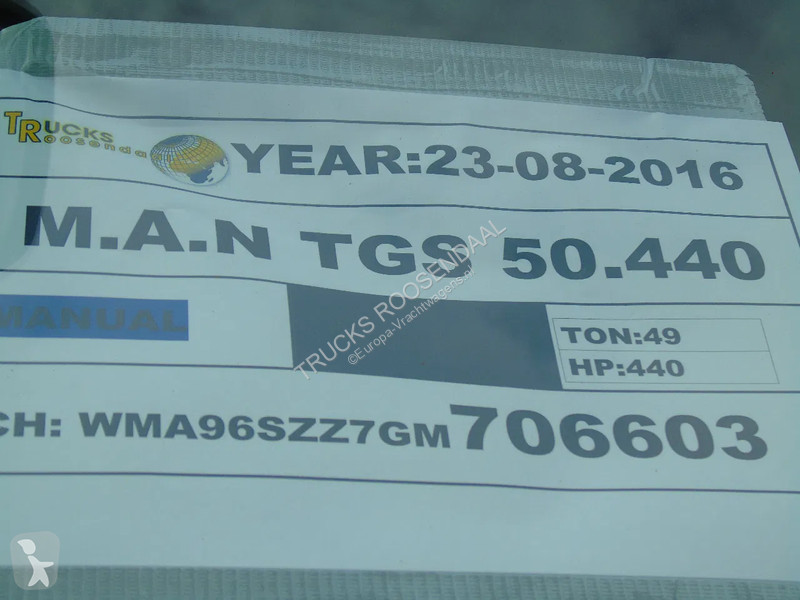 TRUCKS
Roosenda
YEAR:23-08-2016
M.A.N TGS 50.440
MANUAL
TON:49
HP:440
CH: WMA96SZZ7GM706603
TRUCKS ROOSENDAAL
©Europa-Vrachtwagens.nl